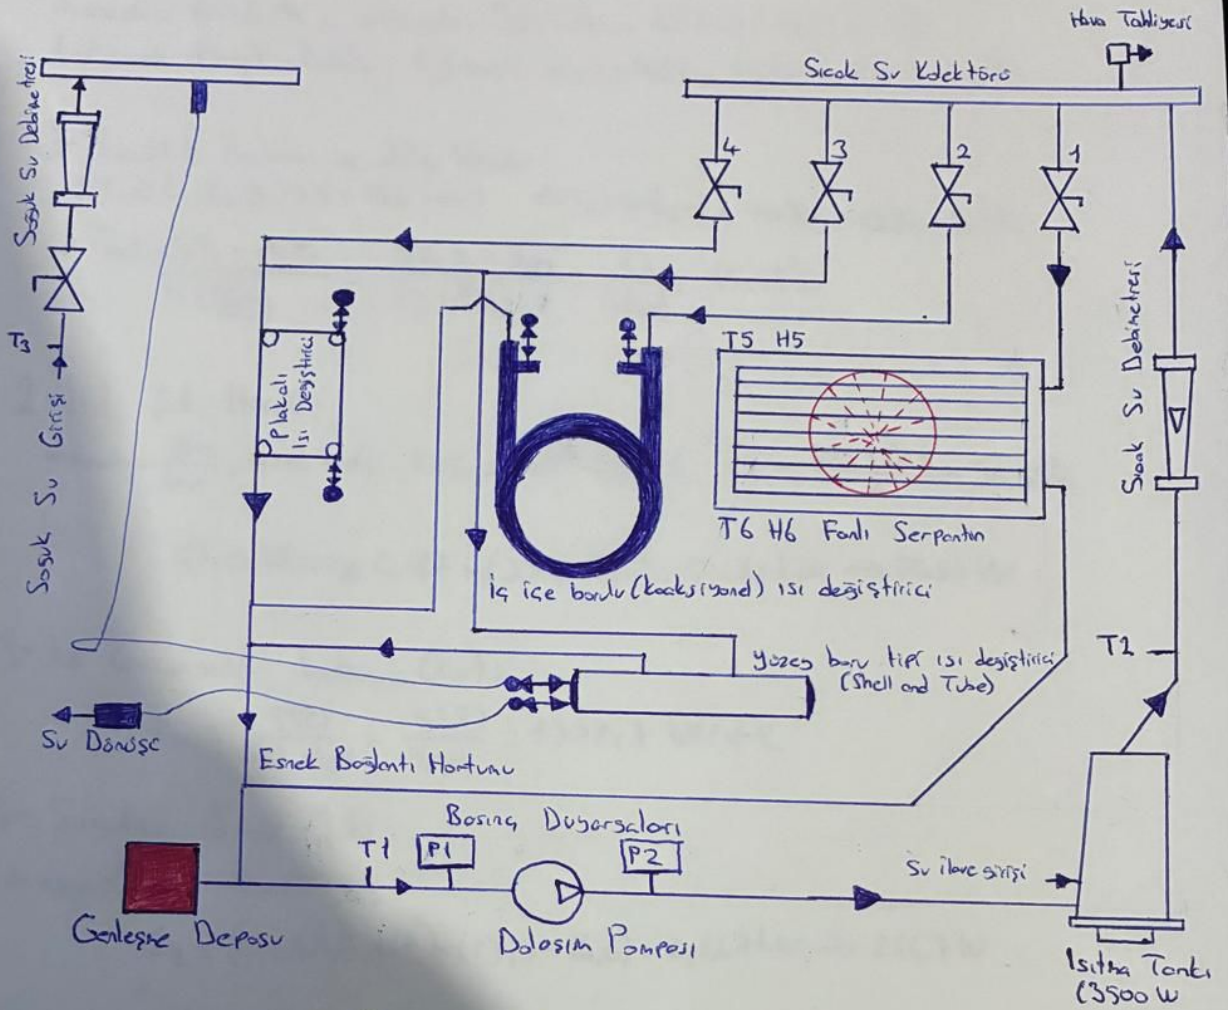 Hava Tahliyesi
Sıcak Su Kolektörü
Soğuk Su Debimetresi
4
3
2
1
T5 H5
Plakalı
Isı Değiştirici
Sıcak Su Debimetresi
Soğuk Su Girişi
T6 H6 Fanlı Serpantin
İç içe borulu (koaksiyonel) ısı değiştirici
T2
yüzey boru tipi ısı değiştirici
(Shell and Tube)
Su Dönüşe
Esnek Bağlantı Hortumu
Basınç Duyarsaları
T1
P1
P2
Su ilave girişi
Genleşme Deposu
Dolaşım Pompası
Isıtma Tankı
(3500 W